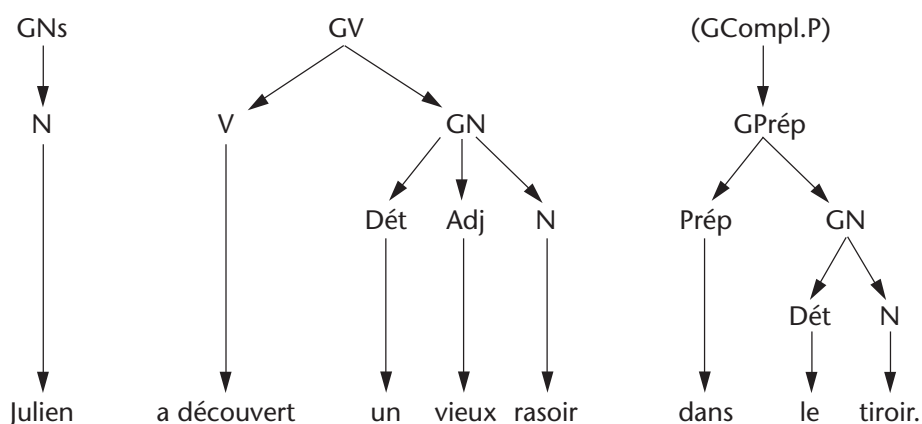 GNs GV (GCompl.P)
N V GN GPrép
Dét Adj N Prép GN
Dét N
Julien a découvert un vieux rasoir dans le tiroir.